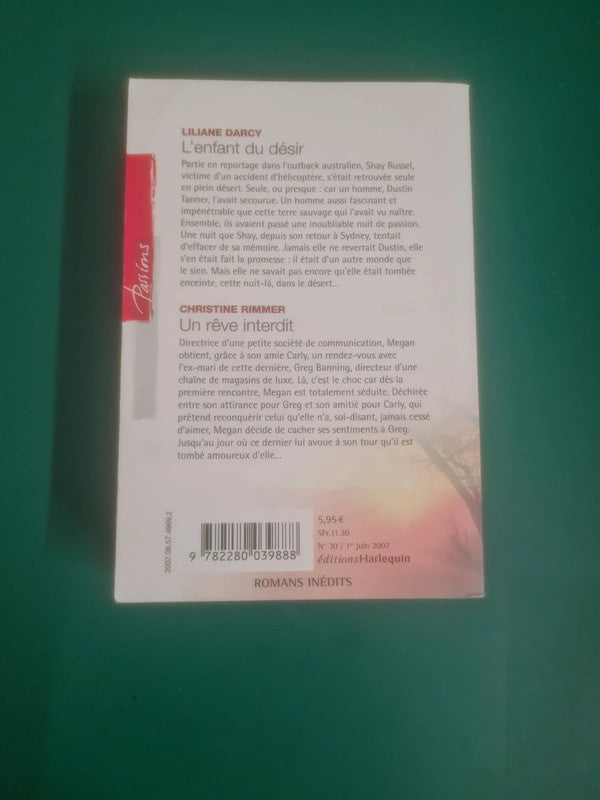 LILIANE DARCY
L'enfant du désir
Partie en reportage dans l'outback australien, Shay Russel,
victime d'un accident d'hélicoptère, s'était retrouvée seule
en plein désert. Seule, ou presque : car un homme, Dustin
Tanner, l'avait secourue. Un homme aussi fascinant et
impénétrable que cette terre sauvage qui l'avait vu naître.
Ensemble, ils avaient passé une inoubliable nuit de passion.
Une nuit que Shay, depuis son retour à Sydney, tentait
d'effacer de sa mémoire. Jamais elle ne reverrait Dustin, elle
s'en était fait la promesse : il était d'un autre monde que
le sien. Mais elle ne savait pas encore qu'elle était tombée
enceinte, cette nuit-là, dans le désert...
Passions
CHRISTINE RIMMER
Un rêve interdit
Directrice d'une petite société de communication, Megan
obtient, grâce à son amie Carly, un rendez-vous avec
l'ex-mari de cette dernière, Greg Banning, directeur d'une
chaîne de magasins de luxe. Là, c'est le choc car dès la
première rencontre, Megan est totalement séduite. Déchirée
entre son attirance pour Greg et son amitié pour Carly, qui
prétend reconquérir celui qu'elle n'a, soi-disant, jamais cessé
d'aimer, Megan décide de cacher ses sentiments à Greg.
Jusqu'au jour où ce dernier lui avoue à son tour qu'il est
tombé amoureux d'elle...
2007.06.57.4969.2
9 782280 039888
5,95 €
SFr.11.20
N° 30 / 1er juin 2007
éditionsHarlequin
ROMANS INÉDITS